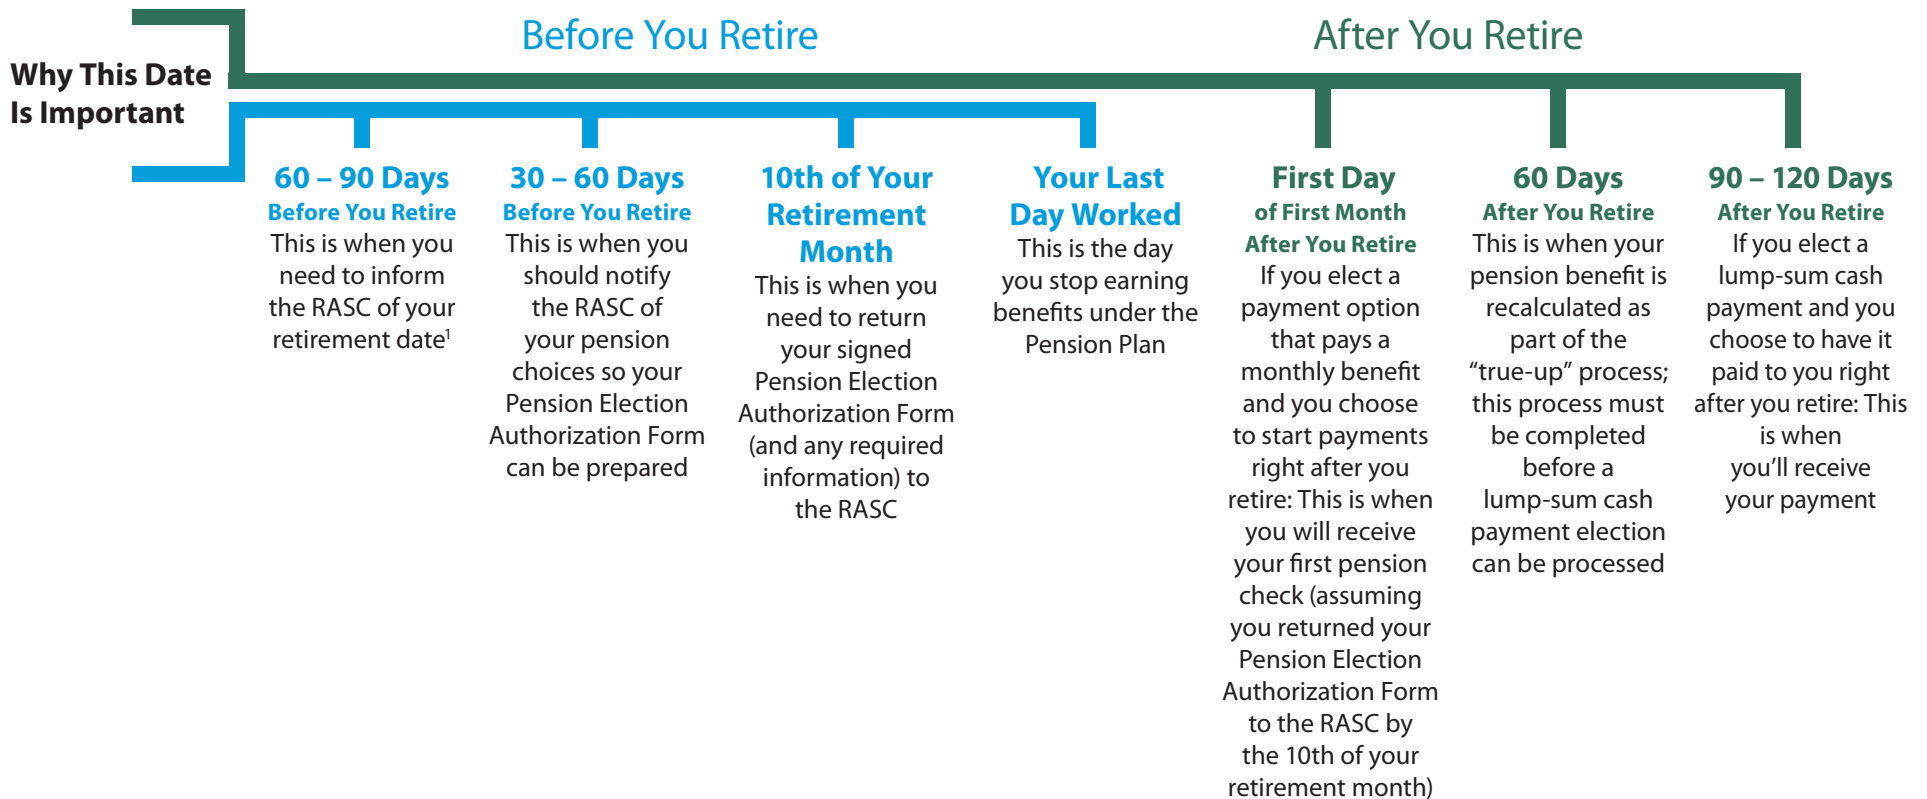 Before You Retire
After You Retire
Why This Date
Is Important
60 – 90 Days
Before You Retire
This is when you
need to inform
the RASC of your
retirement date¹
30 – 60 Days
Before You Retire
This is when you
should notify
the RASC of
your pension
choices so your
Pension Election
Authorization Form
can be prepared
10th of Your
Retirement
Month
This is when you
need to return
your signed
Pension Election
Authorization Form
(and any required
information) to
the RASC
Your Last
Day Worked
This is the day
you stop earning
benefits under the
Pension Plan
First Day
of First Month
After You Retire
If you elect a
payment option
that pays a
monthly benefit
and you choose
to start payments
right after you
retire: This is when
you will receive
your first pension
check (assuming
you returned your
Pension Election
Authorization Form
to the RASC by
the 10th of your
retirement month)
60 Days
After You Retire
This is when your
pension benefit is
recalculated as
part of the
“true-up” process;
this process must
be completed
before a
lump-sum cash
payment election
can be processed
90 – 120 Days
After You Retire
If you elect a
lump-sum cash
payment and you
choose to have it
paid to you right
after you retire: This
is when
you’ll receive
your payment